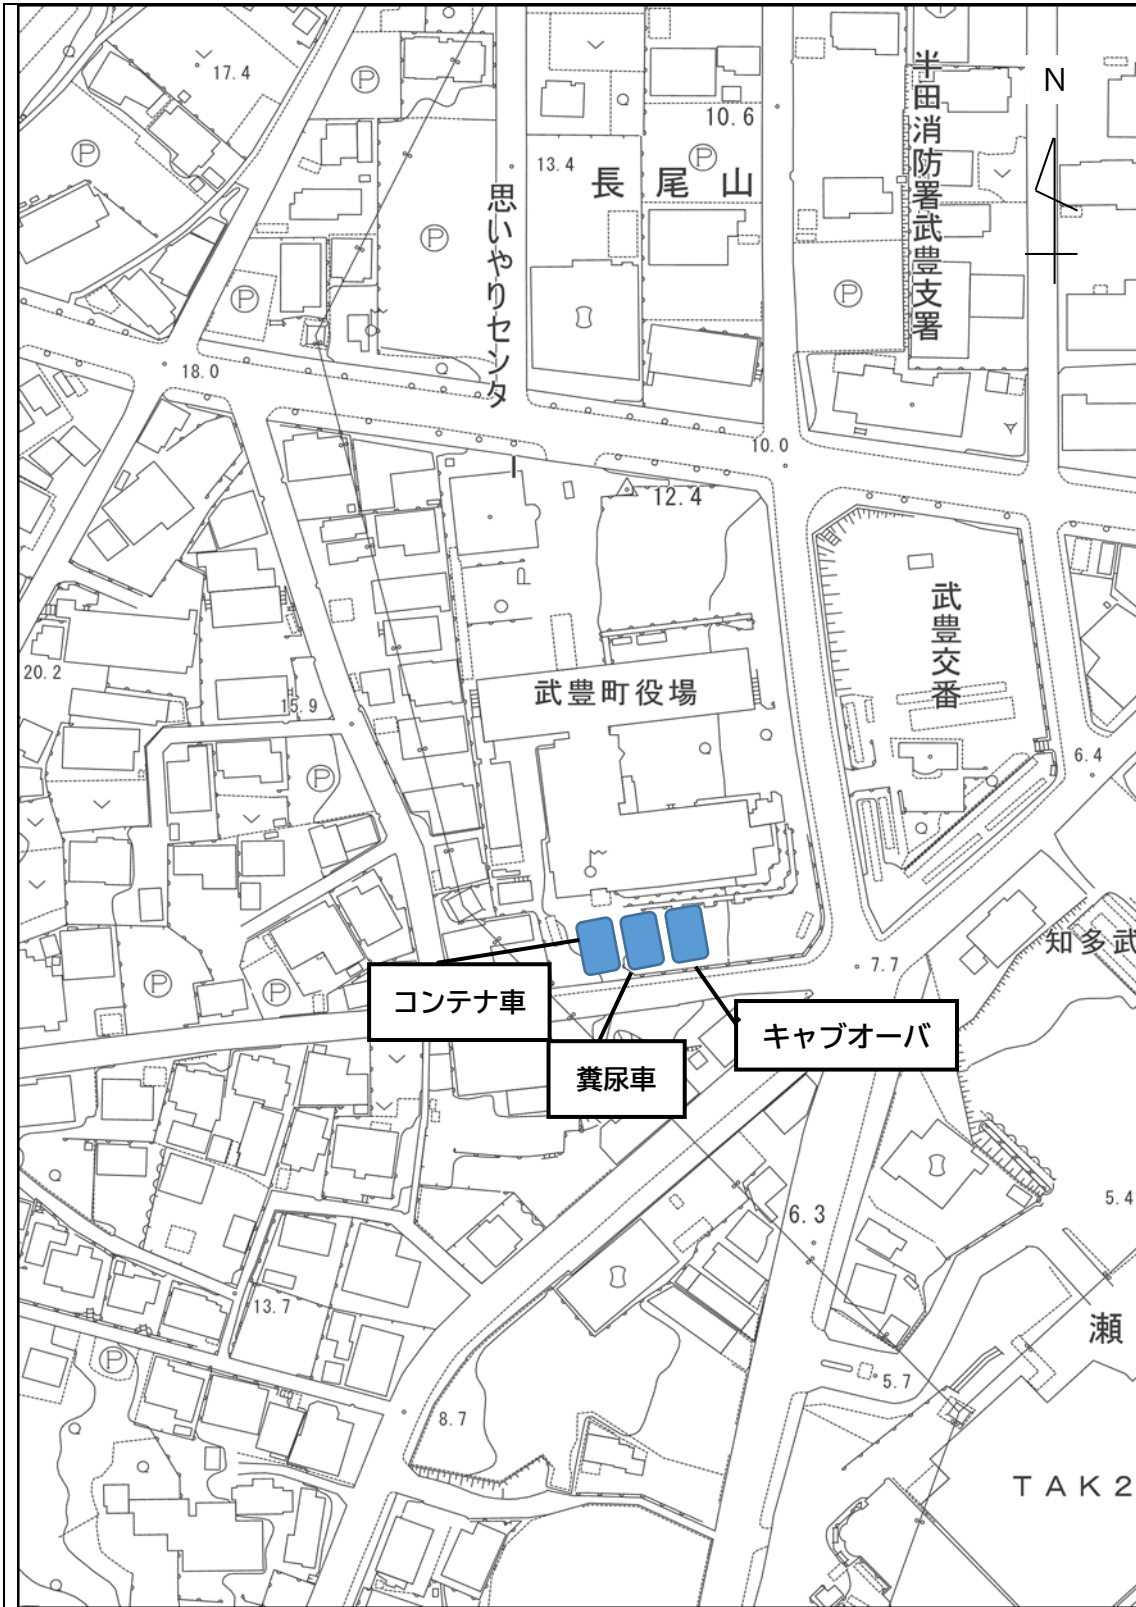 17.4
Ⓟ
N
半田消防署武豊支署
10.6
Ⓟ
Ⓟ
13.4
長尾山
思いやりセンター
Ⓟ
Ⓟ
Ⓟ
18.0
10.0
12.4
武豊交番
20.2
武豊町役場
15.9
6.4
Ⓟ
知多武
7.7
Ⓟ
Ⓟ
コンテナ車
キャブオーバ
糞尿車
5.4
6.3
13.7
瀬
Ⓟ
5.7
8.7
TAK2